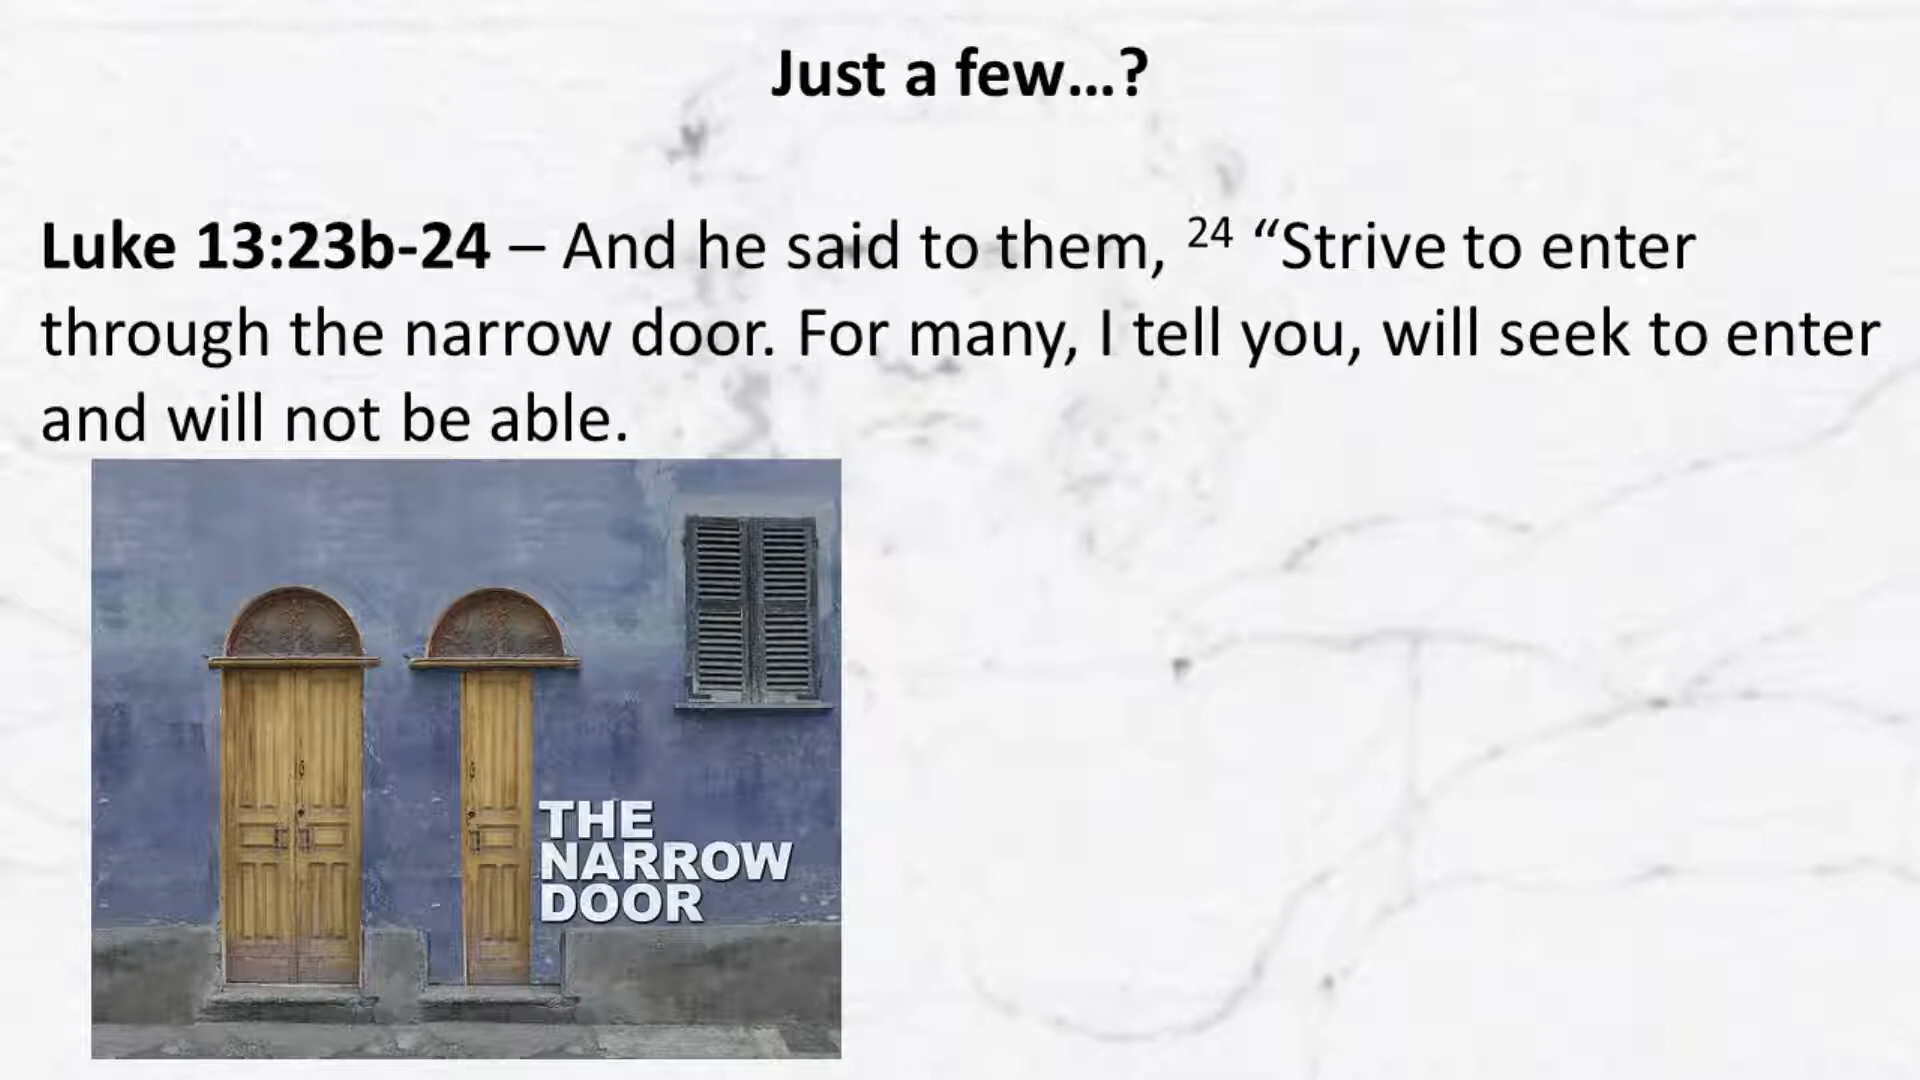 Just a few...?
Luke 13:23b-24 – And he said to them, 24 “Strive to enter
through the narrow door. For many, I tell you, will seek to enter
and will not be able.
THE
NARROW
DOOR